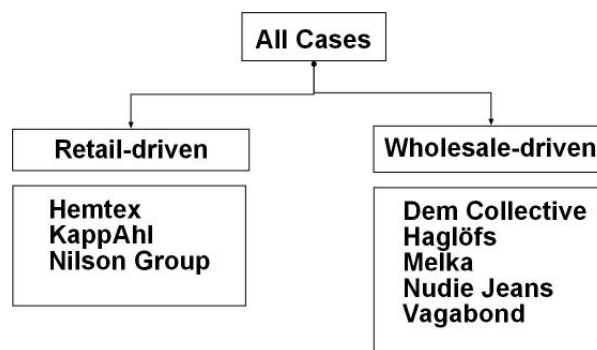 All Cases
Retail-driven
Wholesale-driven
Hemtex
KappAhl
Nilson Group
Dem Collective
Haglöfs
Melka
Nudie Jeans
Vagabond